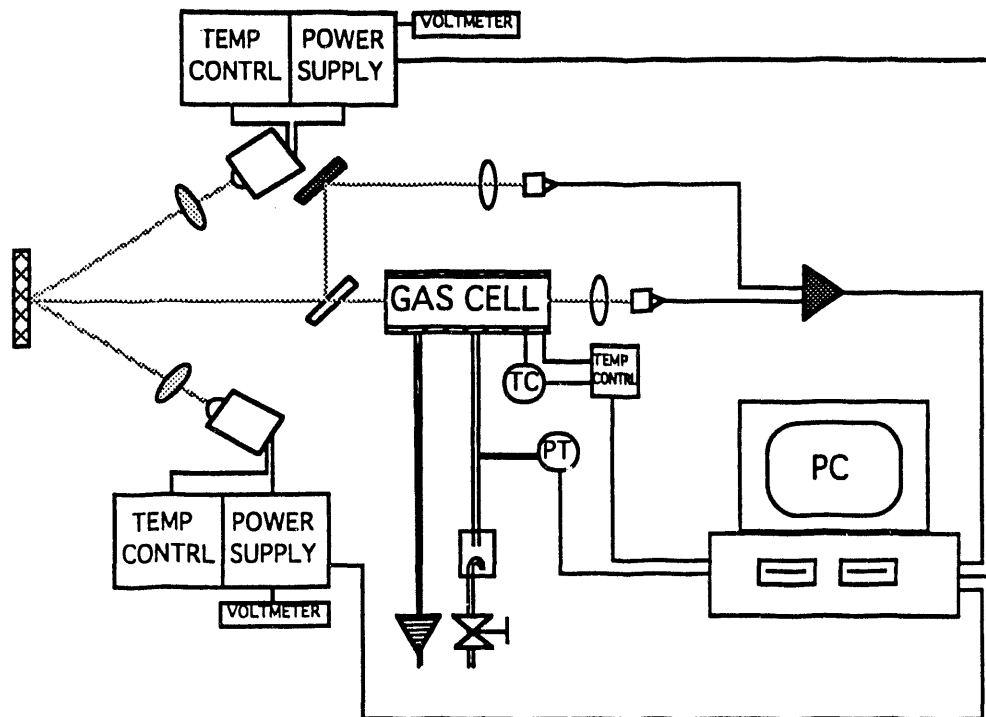 VOLTMETER
TEMP CONTRL
POWER SUPPLY
GAS CELL
TC
TEMP CONTRL
PT
PC
TEMP CONTRL
POWER SUPPLY
VOLTMETER